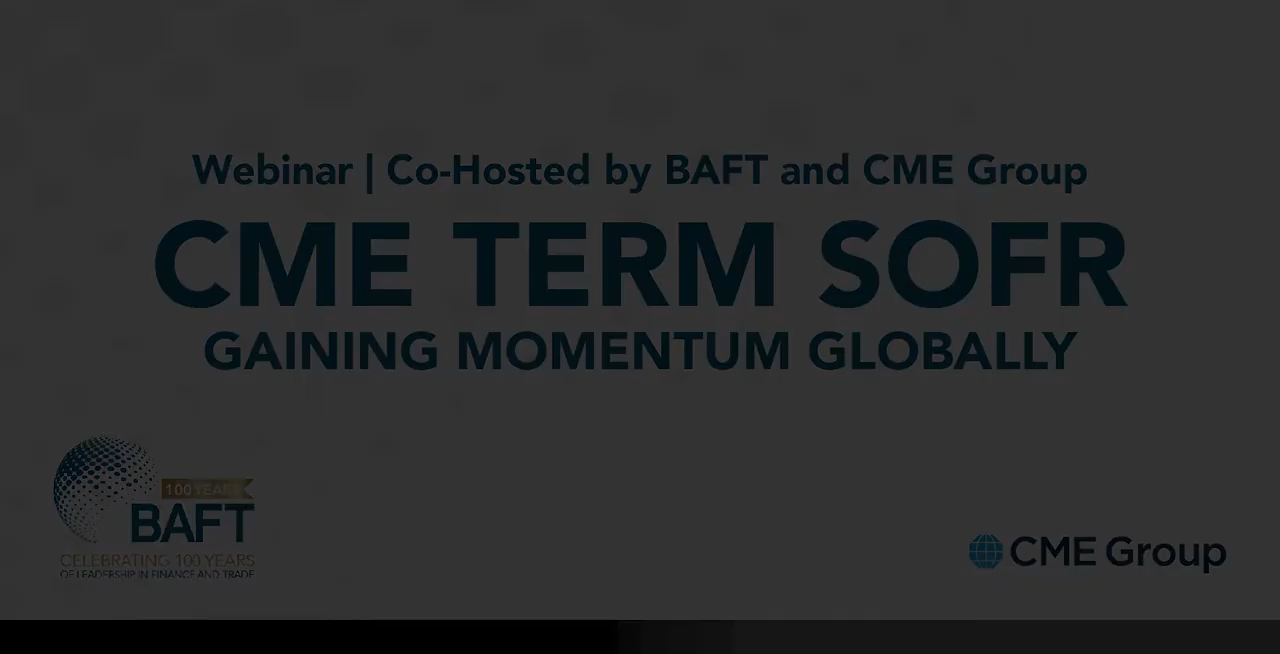 Webinar | Co-Hosted by BAFT and CME Group
CME TERM SOFR
GAINING MOMENTUM GLOBALLY
100 YEARS
BAFT
CELEBRATING 100 YEARS
OF LEADERSHIP IN FINANCE AND TRADE
CME Group